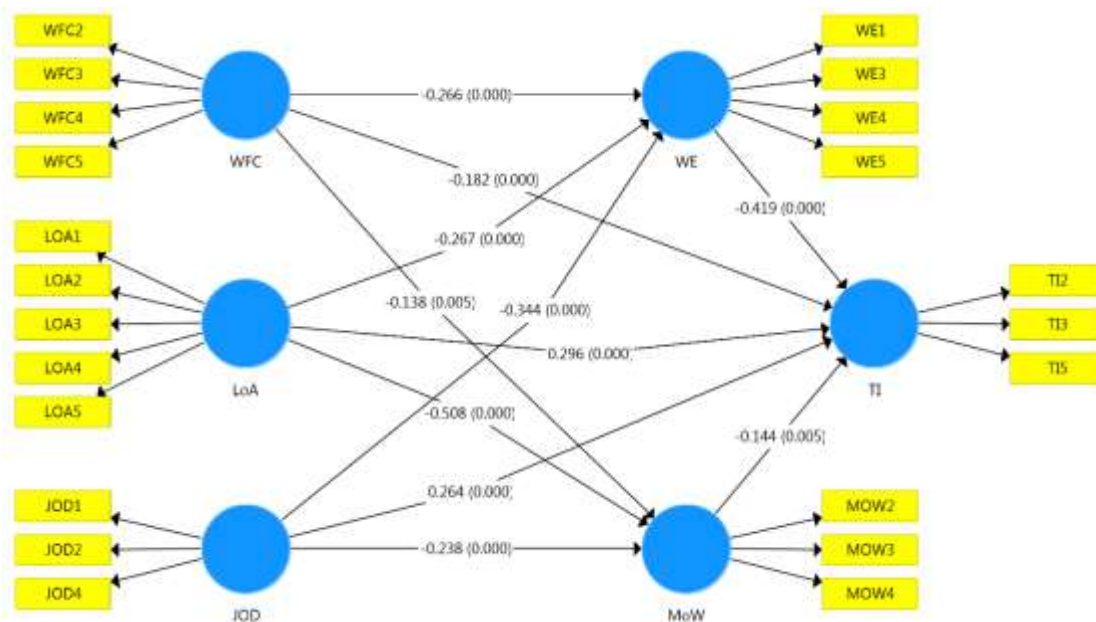 WFC2
WFC3
WFC4
WFC5
WFC
-0.266 (0.000)
WE
WE1
WE3
WE4
WE5
-0.182 (0.000)
-0.419 (0.000)
LOA1
LOA2
LOA3
LOA4
LOA5
LoA
-0.267 (0.000)
-0.138 (0.005)
-0.344 (0.000)
0.296 (0.000)
TI
TI2
TI3
TI5
-0.508 (0.000)
-0.144 (0.005)
0.264 (0.000)
JOD1
JOD2
JOD4
JOD
-0.238 (0.000)
MoW
MOW2
MOW3
MOW4